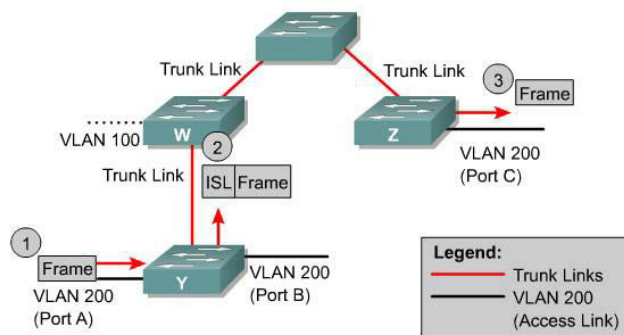 Trunk Link
Trunk Link
3
Frame
W
Z
VLAN 100
2
VLAN 200
(Port C)
Trunk Link
ISL Frame
1
Frame
VLAN 200
(Port A)
Y
VLAN 200
(Port B)
Legend:
Trunk Links
VLAN 200
(Access Link)